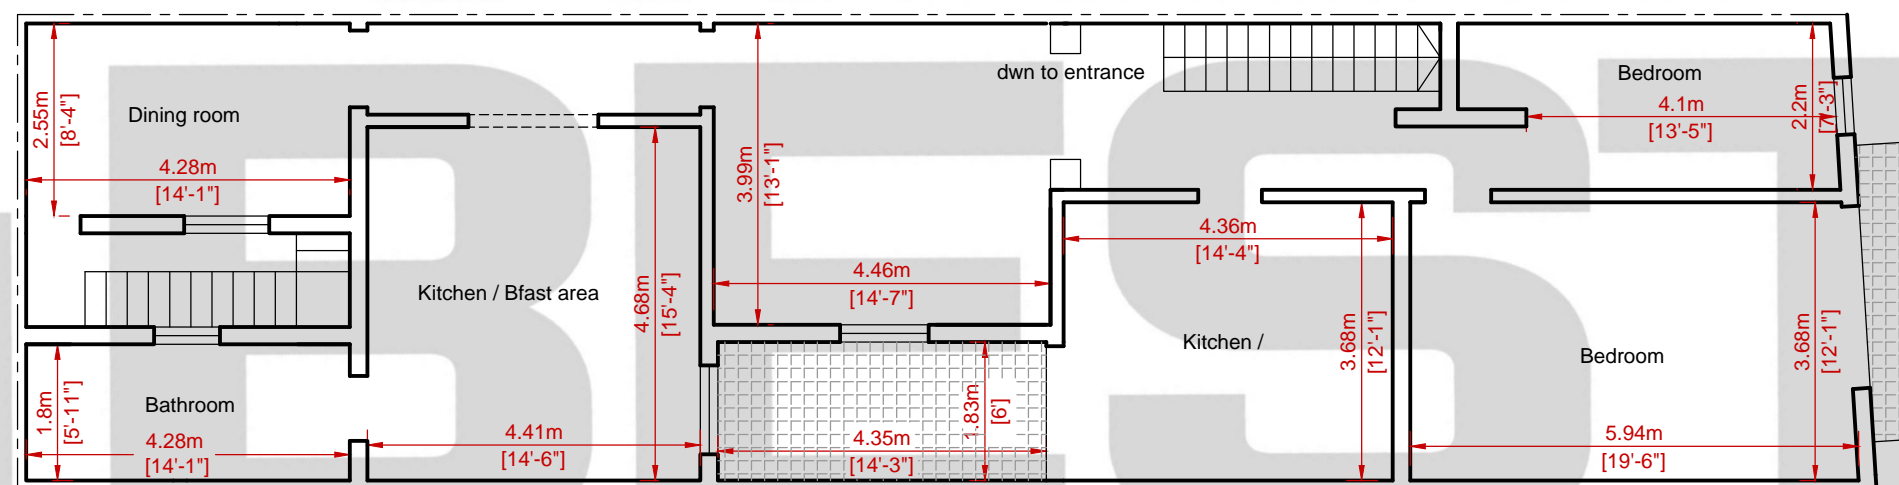 dwn to entrance
Bedroom
2.55m
[8'-4"]
Dining room
4.1m
[13'-5"]
2.2m
[7'-3"]
4.28m
[14'-1"]
3.99m
[13'-1"]
4.36m
[14'-4"]
4.46m
[14'-7"]
Kitchen / Bfast area
4.68m
[15'-4"]
Kitchen /
3.68m
[12'-1"]
Bedroom
3.68m
[12'-1"]
1.8m
[5'-11"]
Bathroom
4.28m
[14'-1"]
4.41m
[14'-6"]
4.35m
[14'-3"]
1.83m
[6']
5.94m
[19'-6"]
BEST